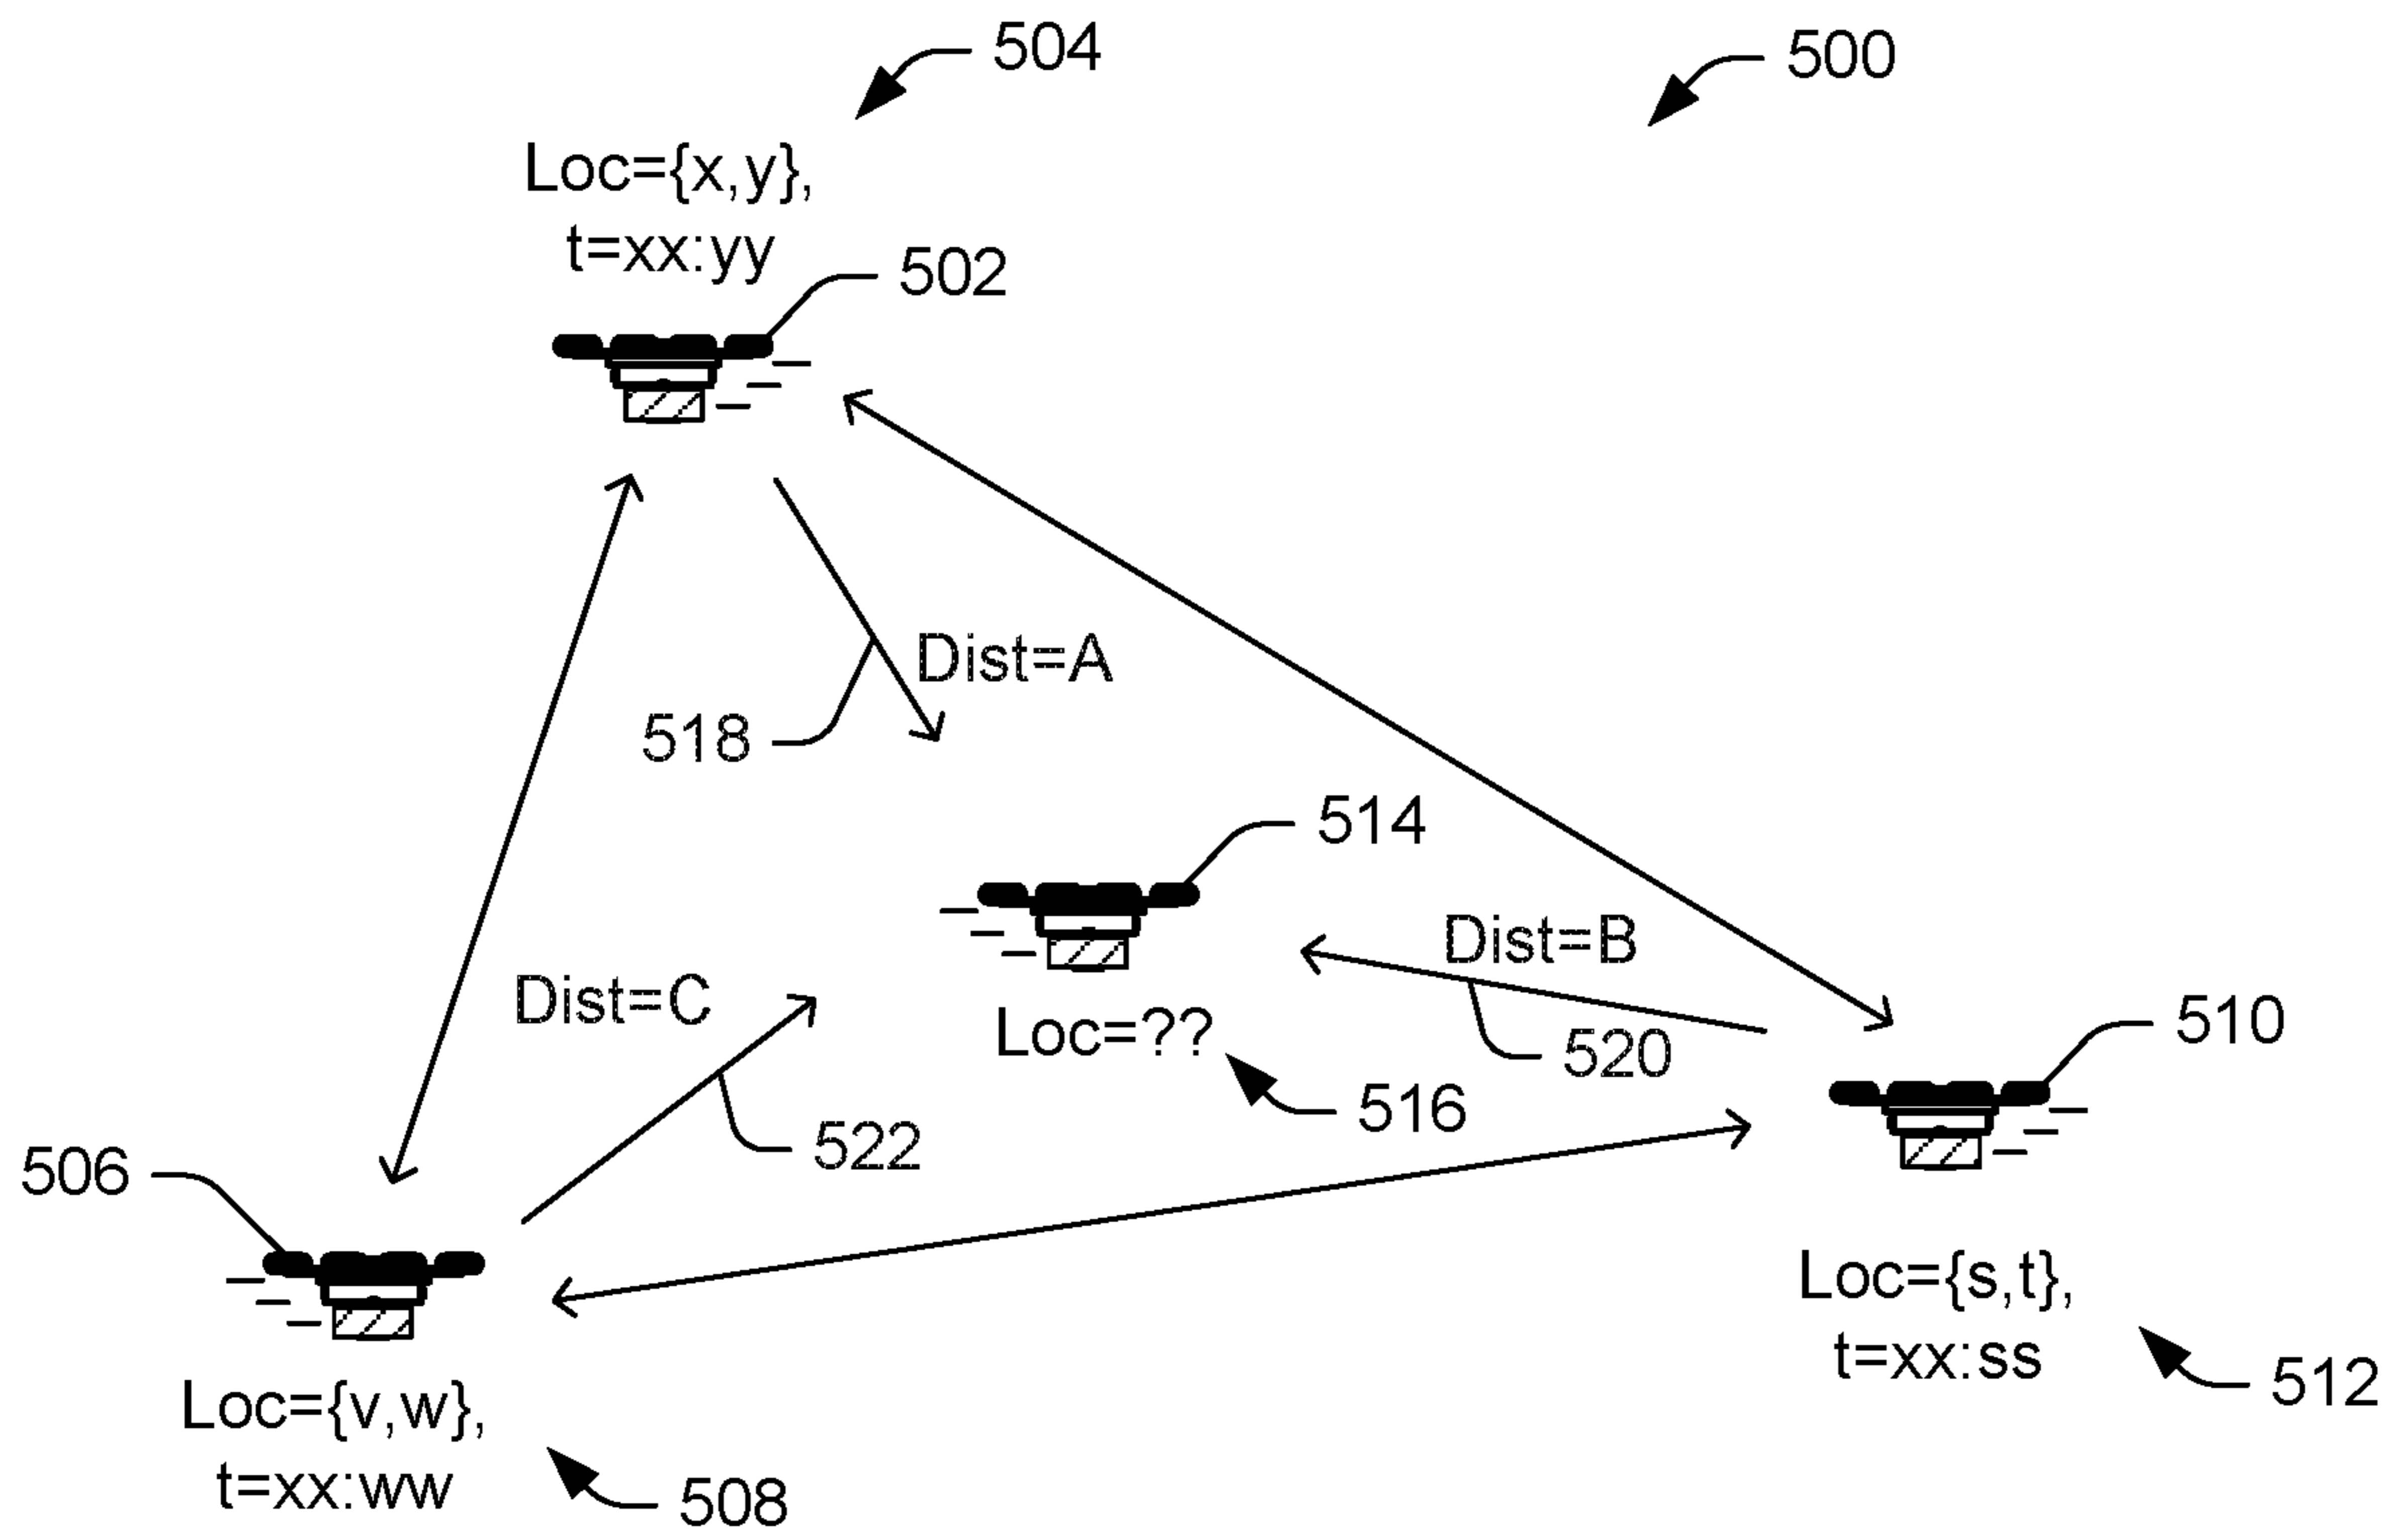 504
500
Loc={x,y},
t=xx:yy
502
Dist=A
518
514
Dist=B
Dist=C
Loc=??
510
520
516
522
506
Loc={s,t},
t=xx:ss
512
Loc={v,w},
t=xx:ww
508